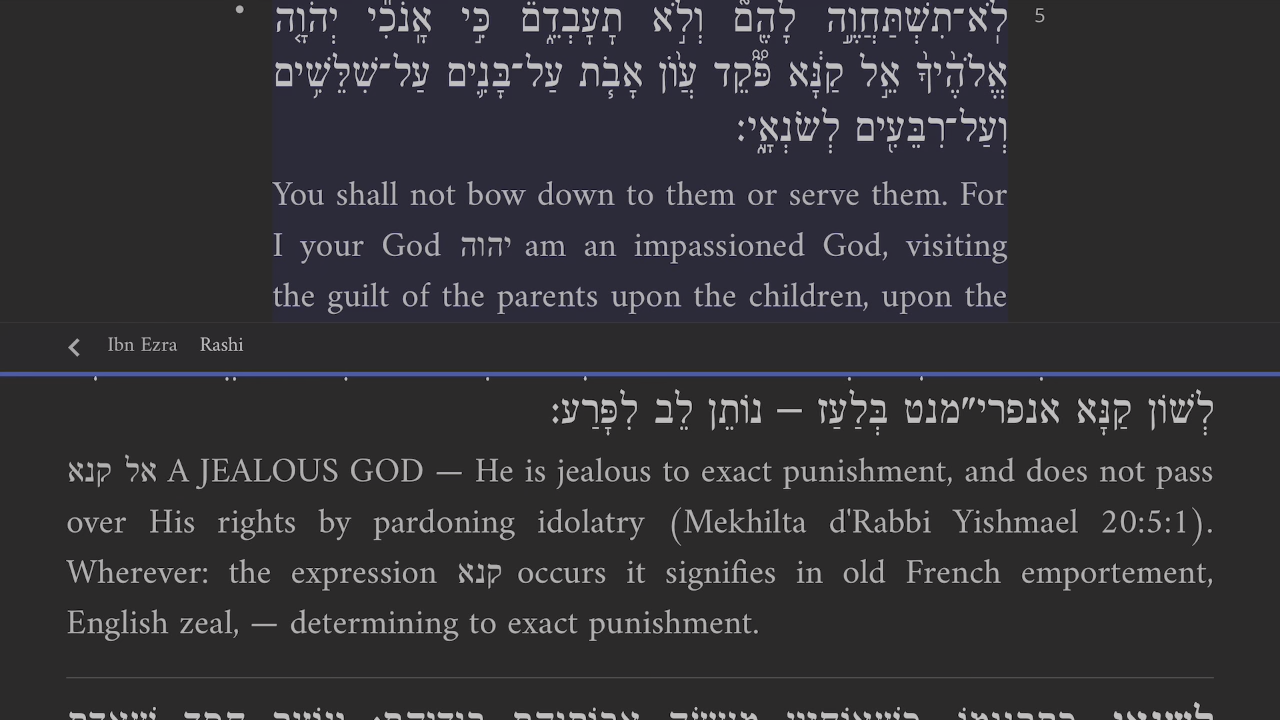 לֹֽא־תִשְׁתַּחֲוֶ֥ה לָהֶ֖ם֮ וְלֹ֣א תָעׇבְדֵ֑ם֒ כִּ֣י אָֽנֹכִ֞י יְהֹוָ֤ה
5
אֱלֹהֶ֙יךָ֙ אֵ֣ל קַנָּ֔א פֹּ֠קֵד עֲוֺ֨ן אָבֹ֧ת עַל־בָּנִ֛ים עַל־שִׁלֵּשִׁ֥ים
וְעַל־רִבֵּעִ֖ים לְשֹׂנְאָֽ֑י׃
You shall not bow down to them or serve them. For
I your God יהוה am an impassioned God, visiting
the guilt of the parents upon the children, upon the
Ibn Ezra Rashi
לְשׁוֹן קַנָּא אנפרי״מנט בְּלַעַז — נוֹתֵן לֵב לִפָּרַע:
אל קנא A JEALOUS GOD — He is jealous to exact punishment, and does not pass
over His rights by pardoning idolatry (Mekhilta d'Rabbi Yishmael 20:5:1).
Wherever: the expression קנא occurs it signifies in old French emportement,
English zeal, — determining to exact punishment.